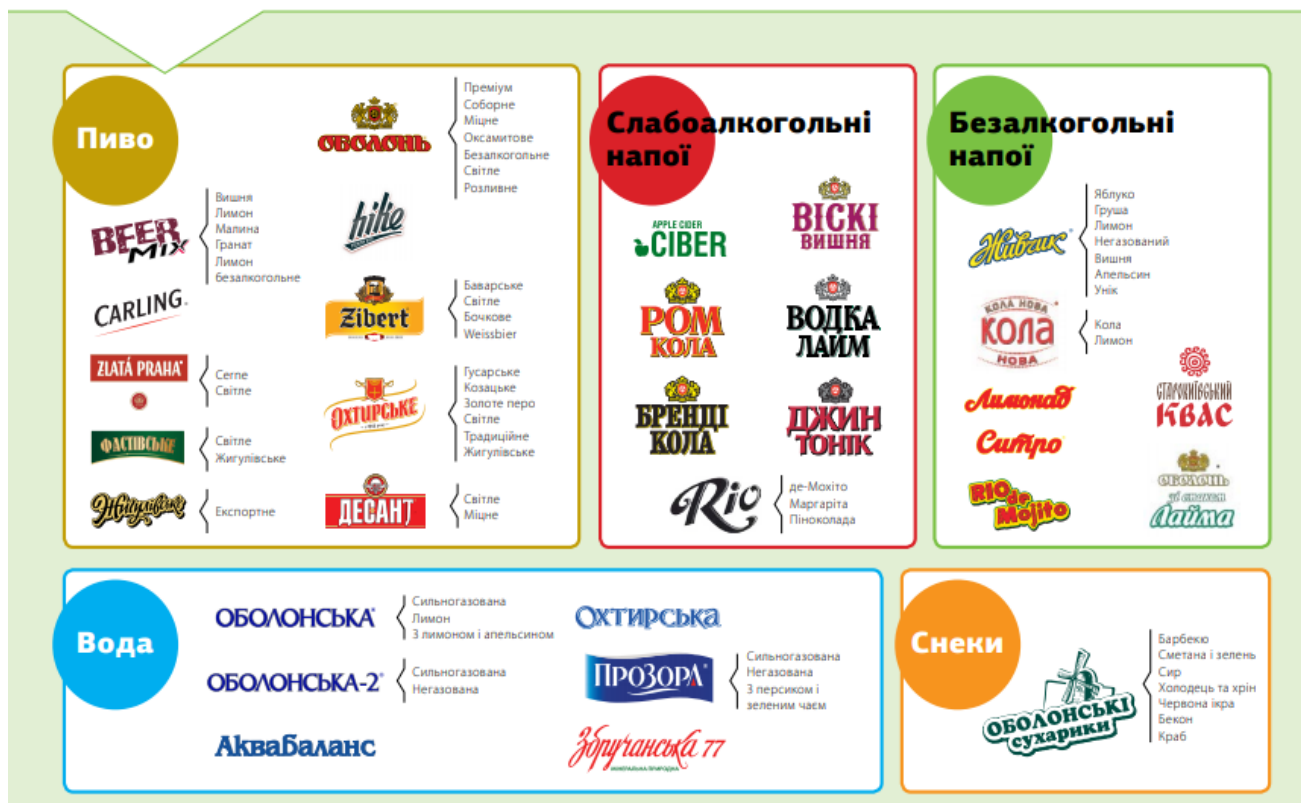 Пиво
ОБОЛОНЬ
Преміум
Соборне
Міцне
Оксамитове
Безалкогольне
Світле
Розливне
BEER MIX
Вишня
Лимон
Малина
Гранат
Лимон
безалкогольне
hike
CARLING
Zibert
Баварське
Світле
Бочкове
Weissbier
ZLATÁ PRAHA
Cerne
Світле
ОХТИРСЬКЕ
Гусарське
Козацьке
Золоте перо
Світле
Традиційне
Жигулівське
ФАСТІВСЬКЕ
Світле
Жигулівське
Жигулівське
Експортне
ДЕСАНТ
Світле
Міцне
Слабоалкогольні
напої
APPLE CIDER
CIBER
ВІСКІ
ВИШНЯ
РОМ
КОЛА
ВОДКА
ЛАЙМ
БРЕНДІ
КОЛА
ДЖИН
ТОНІК
Rio
де-Мохіто
Маргаріта
Піноколада
Безалкогольні
напої
Живчик
Яблуко
Груша
Лимон
Негазований
Вишня
Апельсин
Унік
КОЛА НОВА
КОЛА
НОВА
Кола
Лимон
Лимонад
СТАРОКИЇВСЬКИЙ
КВАС
Ситро
RIO
de
Mojito
ОБОЛОНЬ
зі смаком
Лайма
Вода
ОБОЛОНСЬКА
Сильногазована
Лимон
З лимоном і апельсином
ОХТИРСЬКА
ОБОЛОНСЬКА-2
Сильногазована
Негазована
ПРОЗОРА
Сильногазована
Негазована
З персиком і
зеленим чаєм
АкваБаланс
Збручанська 77
МІНЕРАЛЬНА ПРИРОДНА
Снеки
ОБОЛОНСЬКІ
сухарики
Барбекю
Сметана і зелень
Сир
Холодець та хрін
Червона ікра
Бекон
Краб